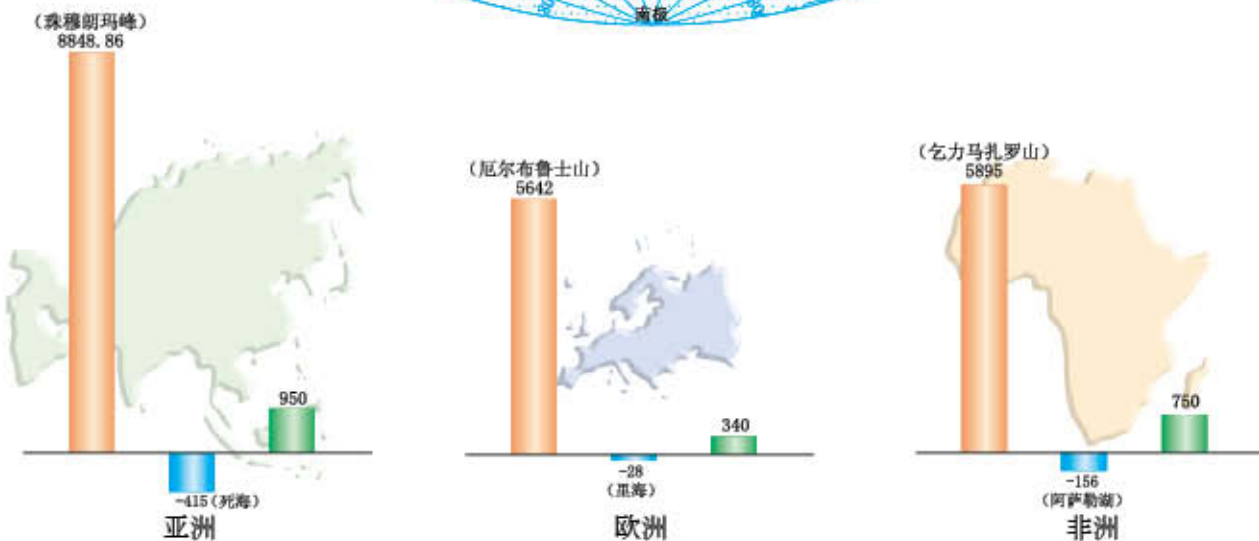 南极
（珠穆朗玛峰）
8848.86
950
-415（死海）
亚洲
（厄尔布鲁士山）
5642
340
-28
（里海）
欧洲
（乞力马扎罗山）
5895
750
-156
（阿萨勒湖）
非洲